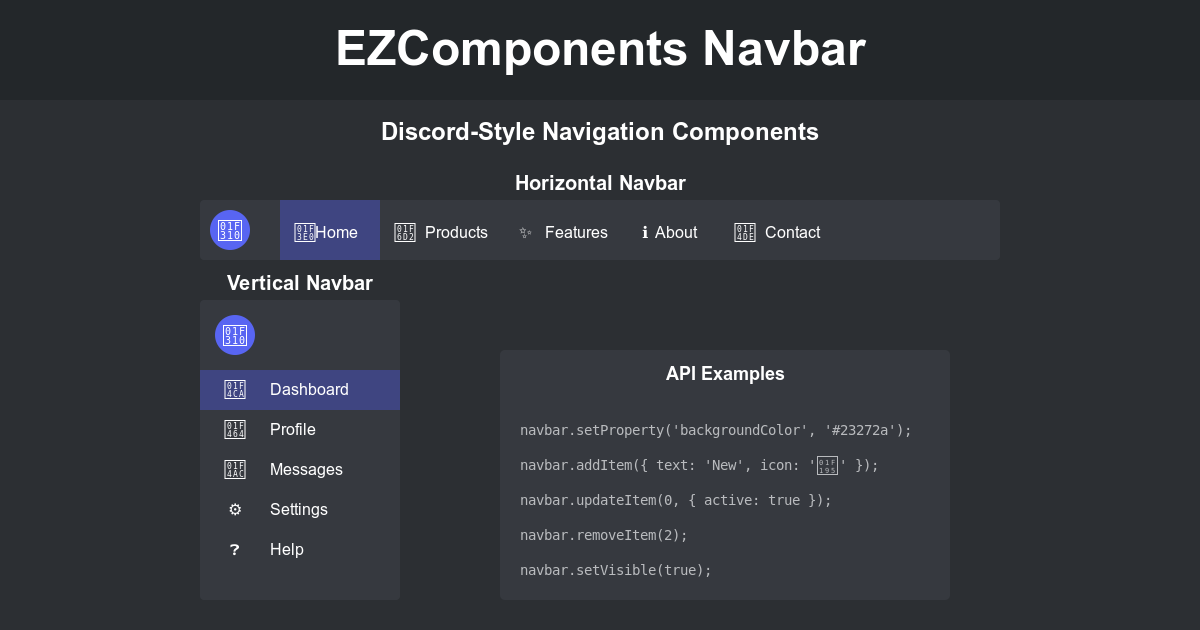 EZComponents Navbar
Discord-Style Navigation Components
Horizontal Navbar
Home Products ✨ Features ℹ About Contact
Vertical Navbar
Dashboard
Profile
Messages
⚙ Settings
❓ Help
API Examples
navbar.setProperty('backgroundColor', '#23272a');
navbar.addItem({ text: 'New', icon: '🆕' });
navbar.updateItem(0, { active: true });
navbar.removeItem(2);
navbar.setVisible(true);